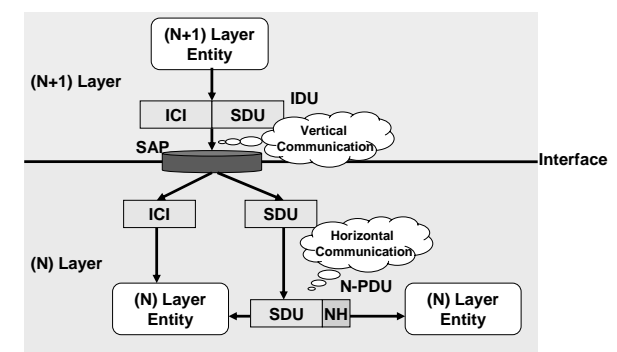 (N+1) Layer
Entity
(N+1) Layer
IDU
ICI
SDU
Vertical
Communication
SAP
Interface
ICI
SDU
Horizontal
Communication
(N) Layer
N-PDU
(N) Layer
Entity
SDU
NH
(N) Layer
Entity